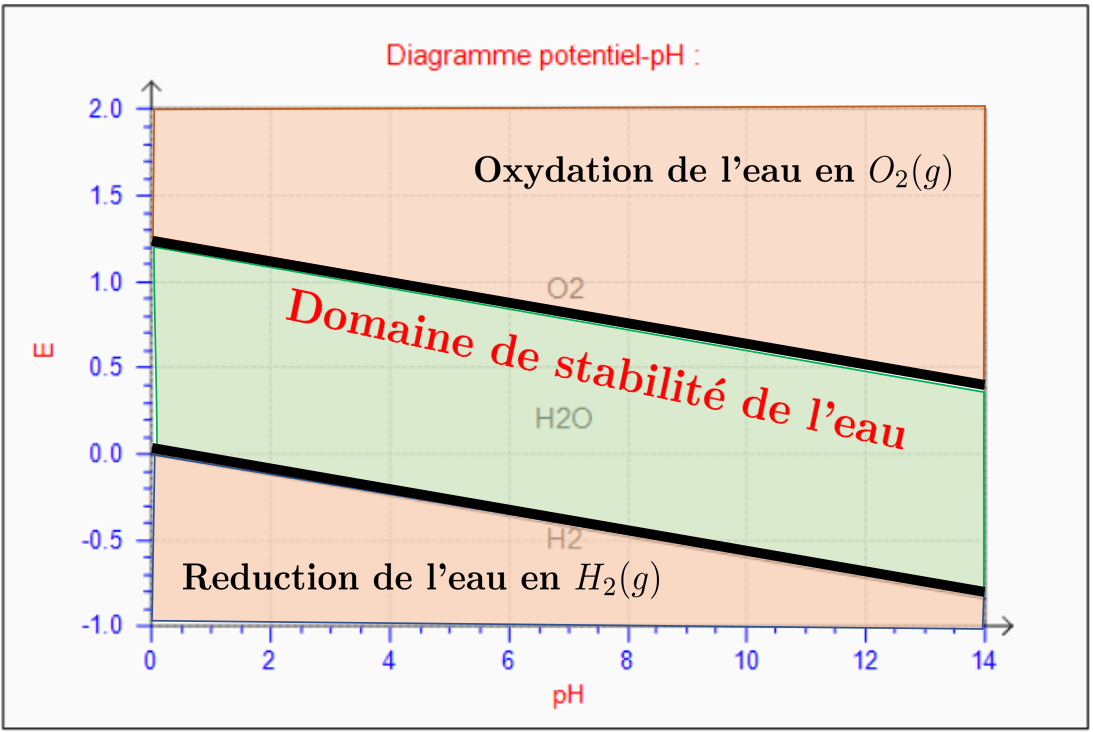 Diagramme potentiel-pH :
2.0
Oxydation de l'eau en O₂(g)
1.5
1.0
O2
Domaine de stabilité de l'eau
E
0.5
H2O
0.0
-0.5
H2
Reduction de l'eau en H₂(g)
-1.0
0 2 4 6 8 10 12 14
pH